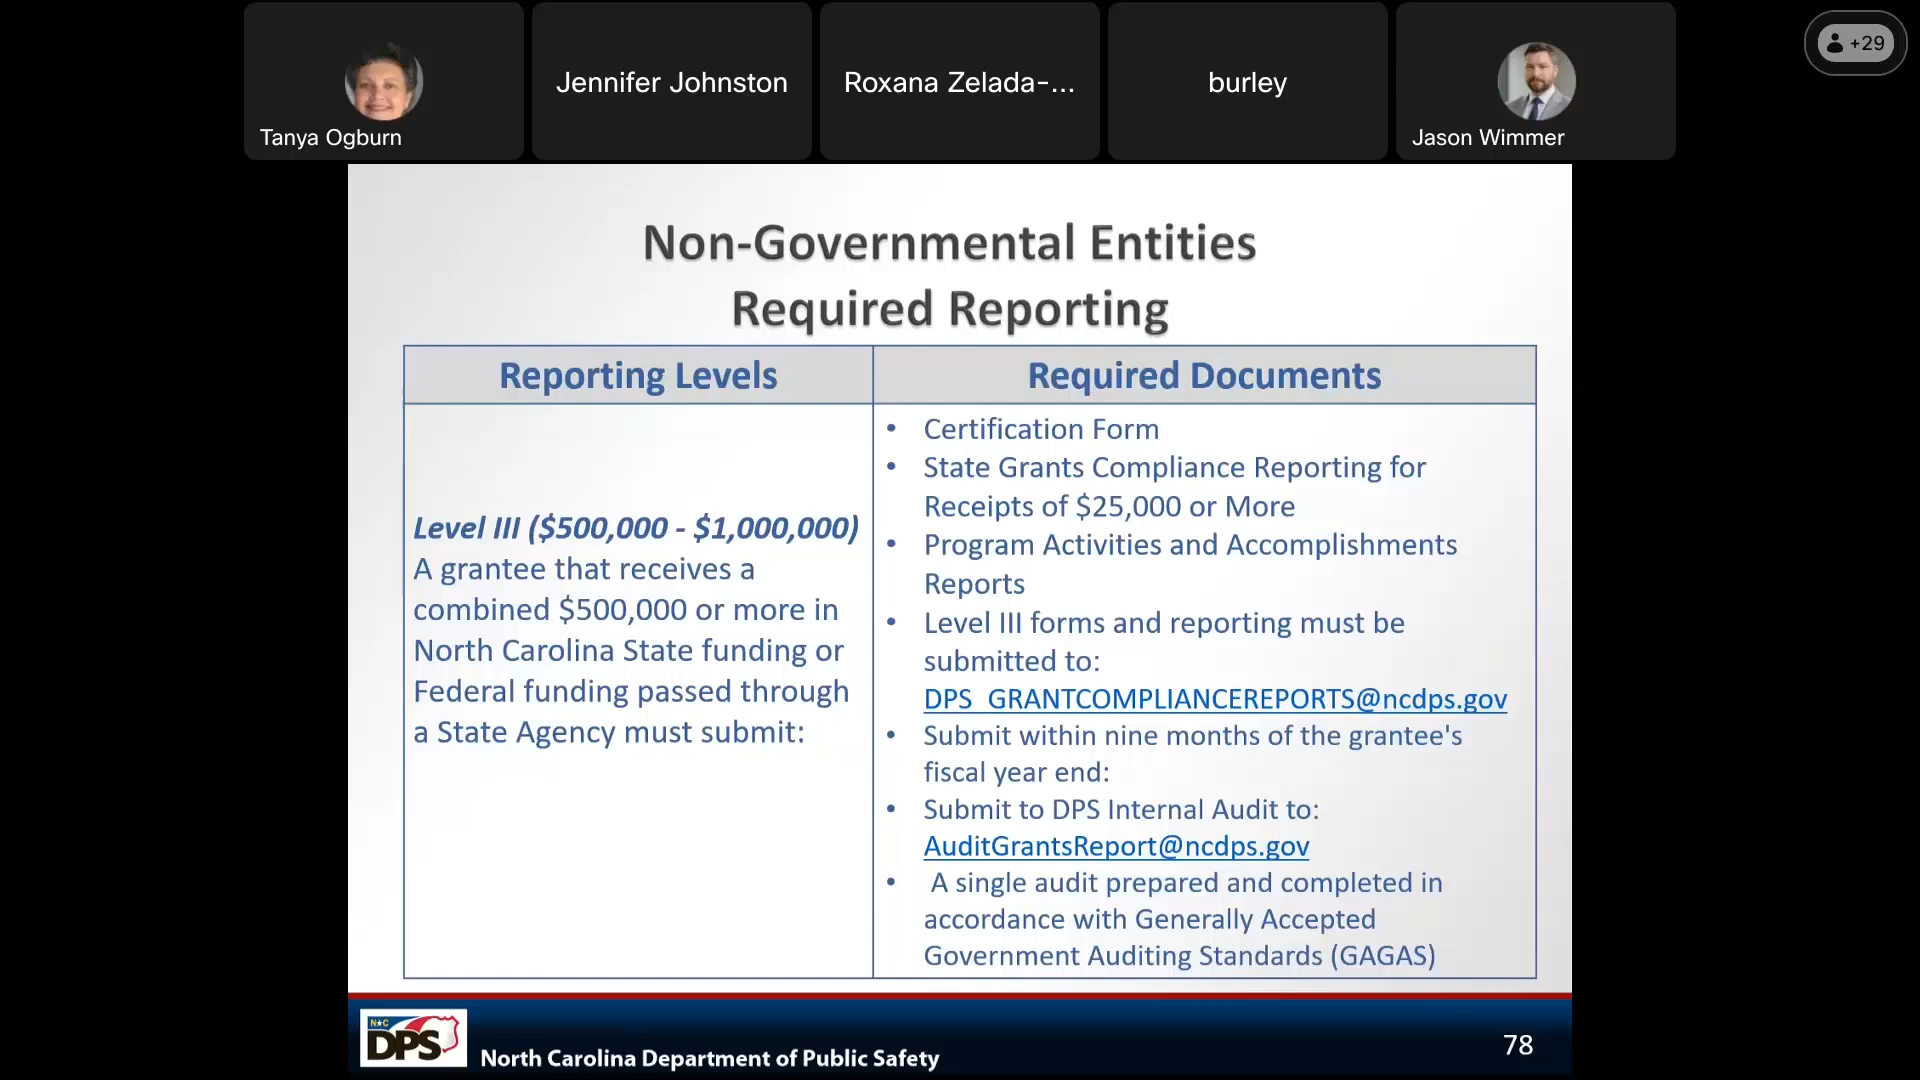 Tanya Ogburn
Jennifer Johnston
Roxana Zelada-...
burley
Jason Wimmer
+29
Non-Governmental Entities
Required Reporting
Reporting Levels
Required Documents
Level III ($500,000 - $1,000,000)
A grantee that receives a
combined $500,000 or more in
North Carolina State funding or
Federal funding passed through
a State Agency must submit:
• Certification Form
• State Grants Compliance Reporting for
Receipts of $25,000 or More
• Program Activities and Accomplishments
Reports
• Level III forms and reporting must be
submitted to:
DPS_GRANTCOMPLIANCEREPORTS@ncdps.gov
• Submit within nine months of the grantee's
fiscal year end:
• Submit to DPS Internal Audit to:
AuditGrantsReport@ncdps.gov
• A single audit prepared and completed in
accordance with Generally Accepted
Government Auditing Standards (GAGAS)
N★C
DPS
North Carolina Department of Public Safety
78